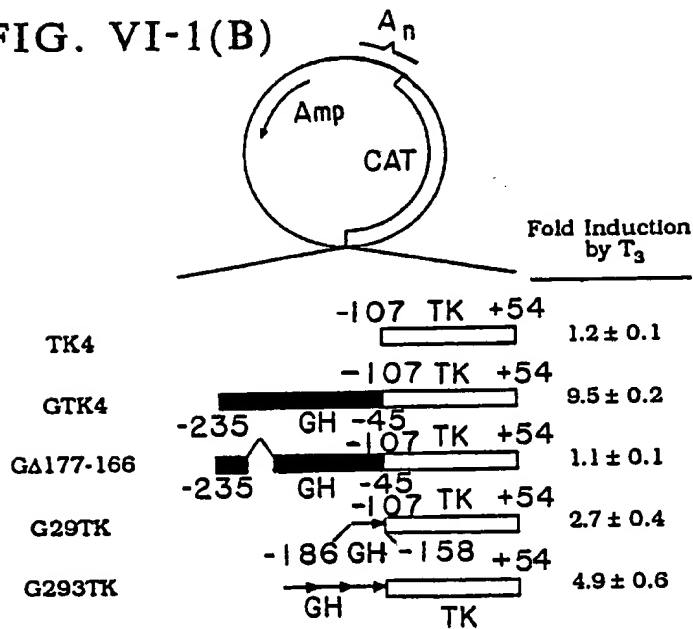 FIG. VI-1(B)
An
Amp
CAT
Fold Induction
by T3
-107 TK +54
TK4
1.2 ± 0.1
-107 TK +54
GTK4
9.5 ± 0.2
-235 GH -45
-107 TK +54
GΔ177-166
1.1 ± 0.1
-235 GH -45
-107 TK +54
G29TK
2.7 ± 0.4
-186 GH -158
+54
G293TK
4.9 ± 0.6
GH
TK